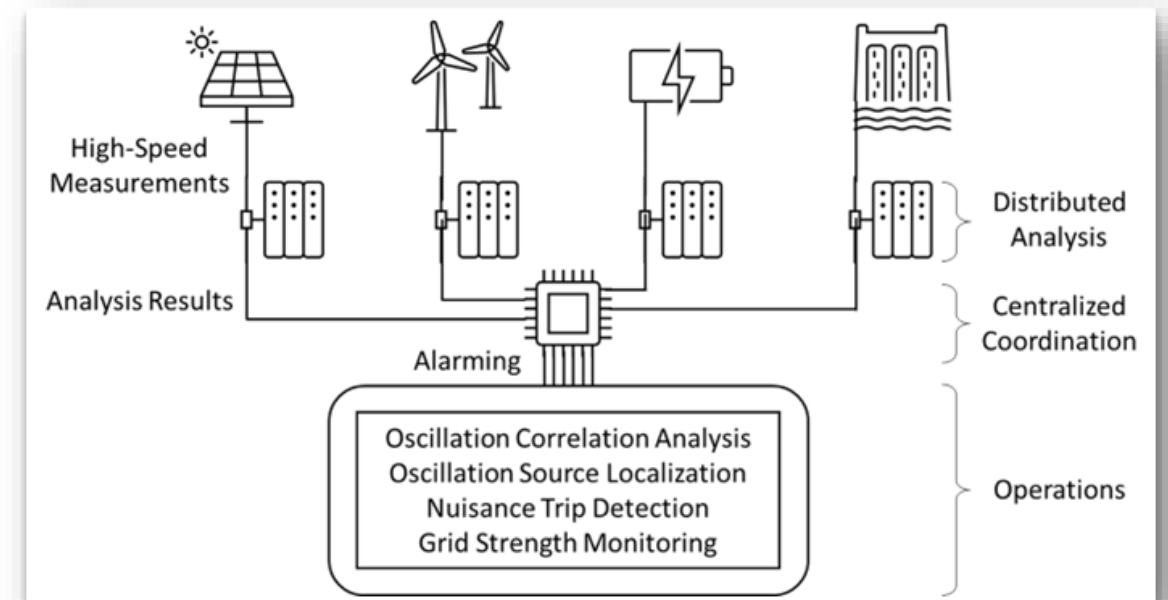 High-Speed
Measurements
Distributed
Analysis
Analysis Results
Centralized
Coordination
Alarming
Oscillation Correlation Analysis
Oscillation Source Localization
Nuisance Trip Detection
Grid Strength Monitoring
Operations